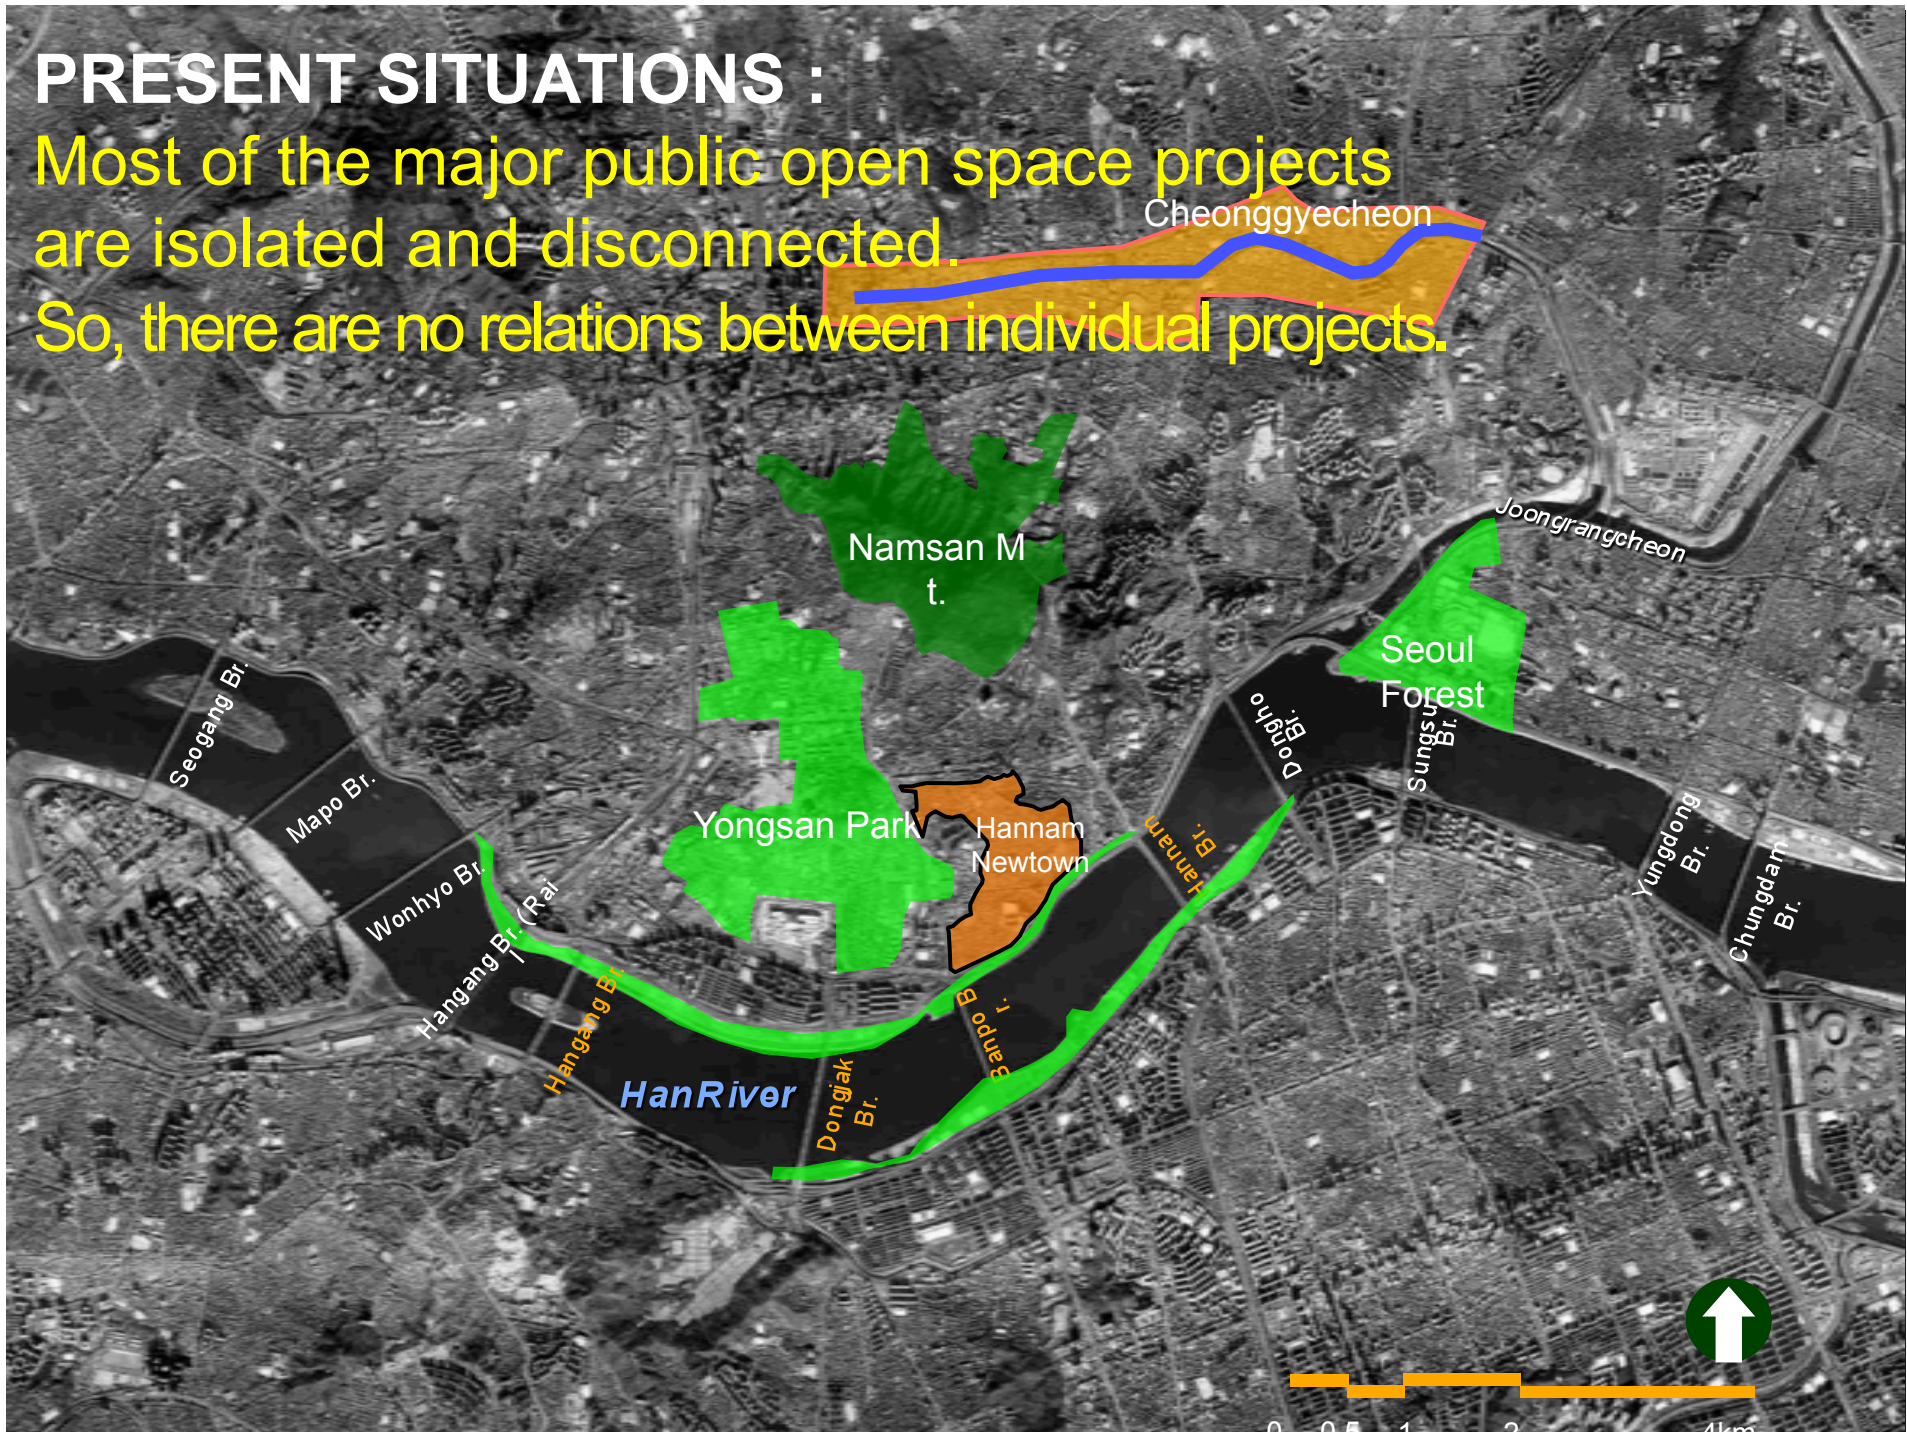 PRESENT SITUATIONS :
Most of the major public open space projects
are isolated and disconnected.
So, there are no relations between individual projects.
Cheonggyecheon
Joongrangcheon
Namsan M
t.
Seoul
Forest
Seogang Br.
Mapo Br.
Wonhyo Br.
Hangang Br. (Rai
l
Hangang Br.
Yongsan Park
Hannam
Newtown
Hannam
Br.
Dongho
Br.
Sungsu
Br.
Yungdong
Br.
Chungdam
Br.
Banpo B
r.
Dongjak
Br.
HanRiver
0 0.5 1 2 4km